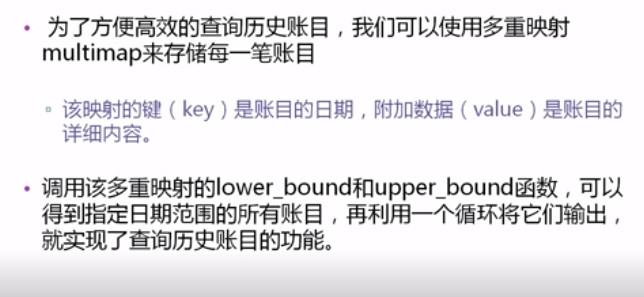 • 为了方便高效的查询历史账目，我们可以使用多重映射
multimap来存储每一笔账目
▫ 该映射的键（key）是账目的日期，附加数据（value）是账目的
详细内容。
• 调用该多重映射的lower_bound和upper_bound函数，可以
得到指定日期范围的所有账目，再利用一个循环将它们输出，
就实现了查询历史账目的功能。